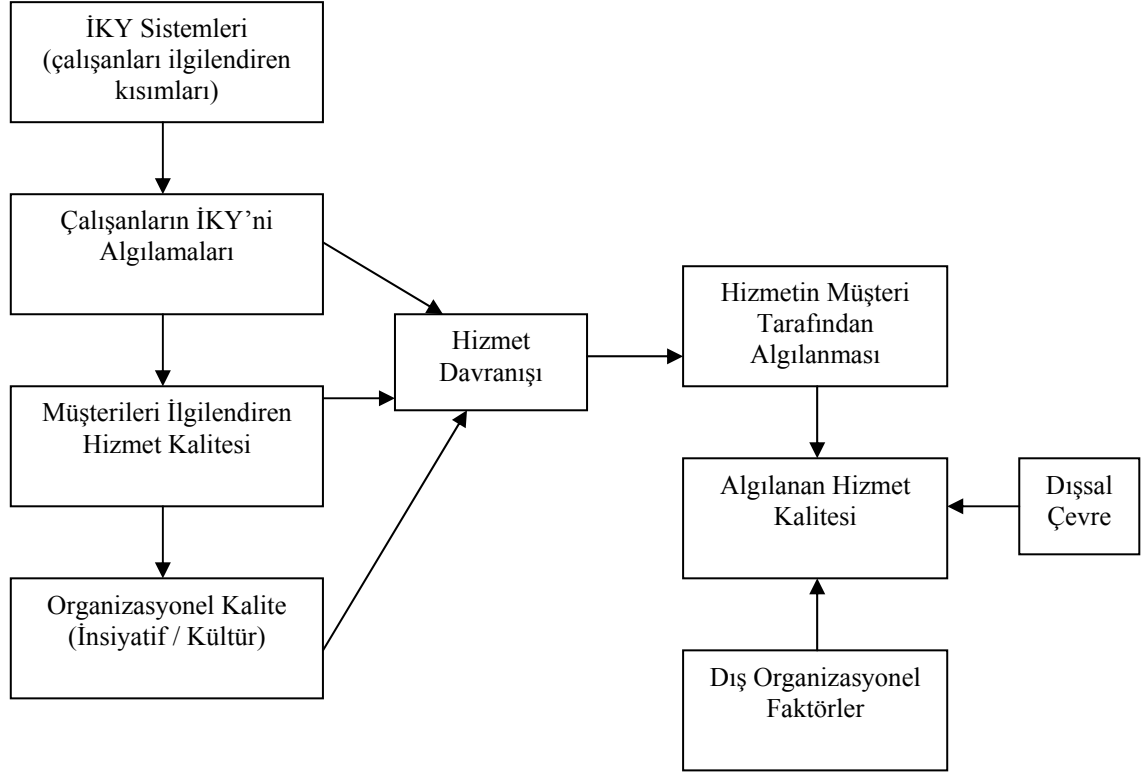 İKY Sistemleri
(çalışanları ilgilendiren
kısımları)
Çalışanların İKY’ni
Algılamaları
Müşterileri İlgilendiren
Hizmet Kalitesi
Organizasyonel Kalite
(İnsiyatif / Kültür)
Hizmet
Davranışı
Hizmetin Müşteri
Tarafından
Algılanması
Algılanan Hizmet
Kalitesi
Dışsal
Çevre
Dış Organizasyonel
Faktörler